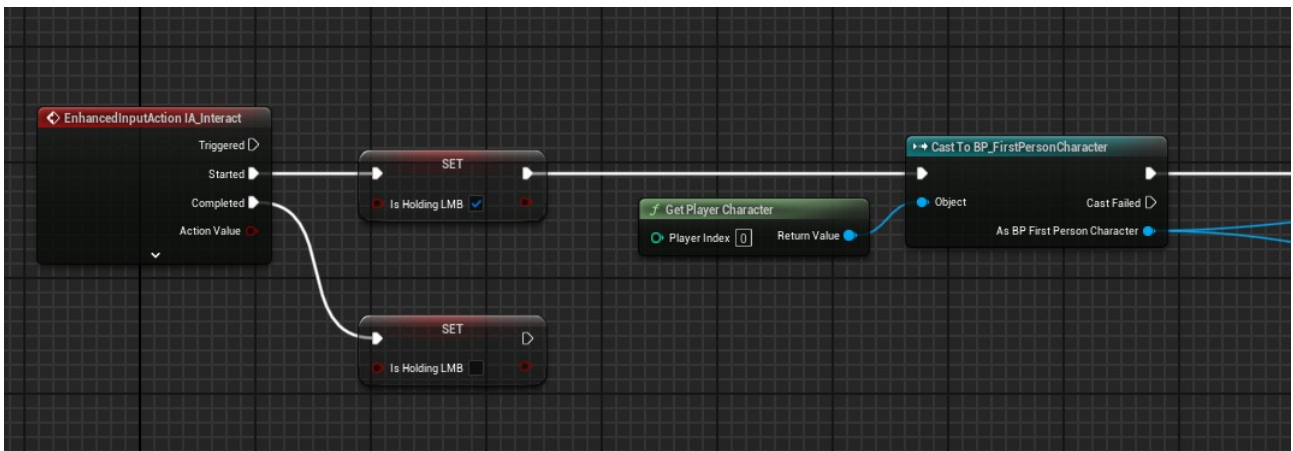 EnhancedInputAction IA_Interact
Triggered
Started
Completed
Action Value
SET
Is Holding LMB
SET
Is Holding LMB
f Get Player Character
Player Index 0 Return Value
Cast To BP_FirstPersonCharacter
Object Cast Failed
As BP First Person Character